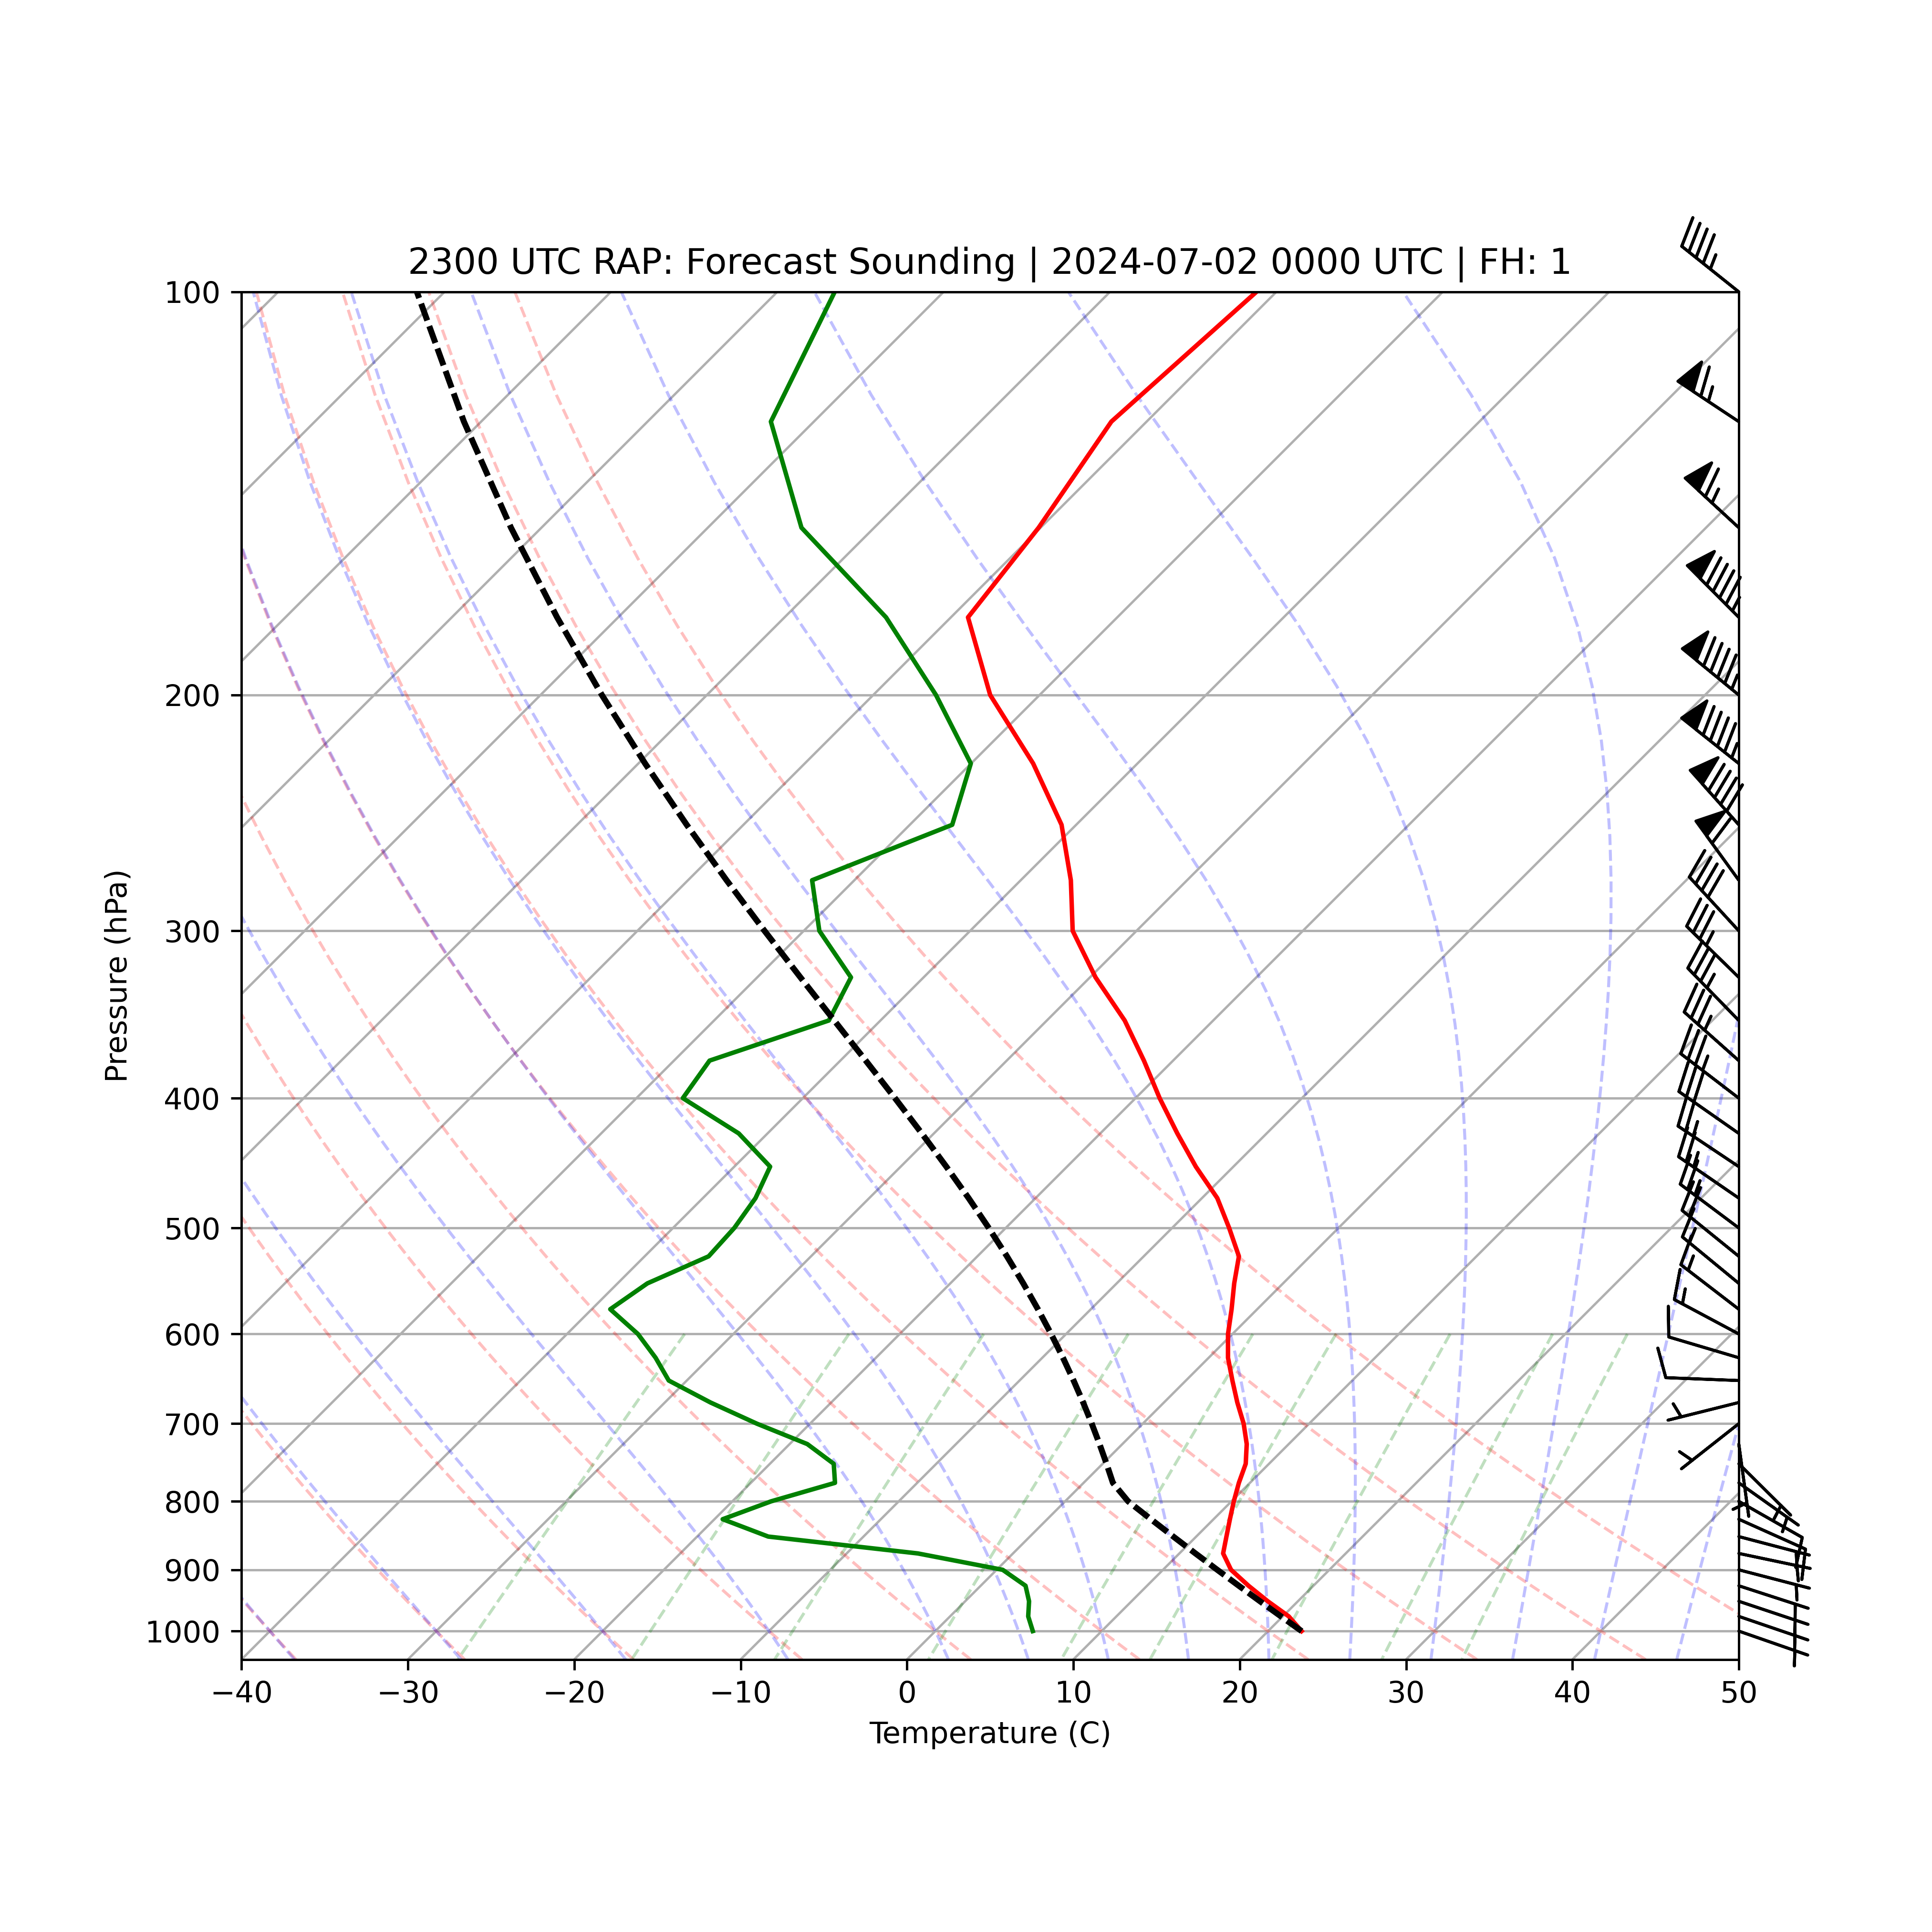 2300 UTC RAP: Forecast Sounding | 2024-07-02 0000 UTC | FH: 1
100
200
300
400
500
600
700
800
900
1000
Pressure (hPa)
−40 −30 −20 −10 0 10 20 30 40 50
Temperature (C)